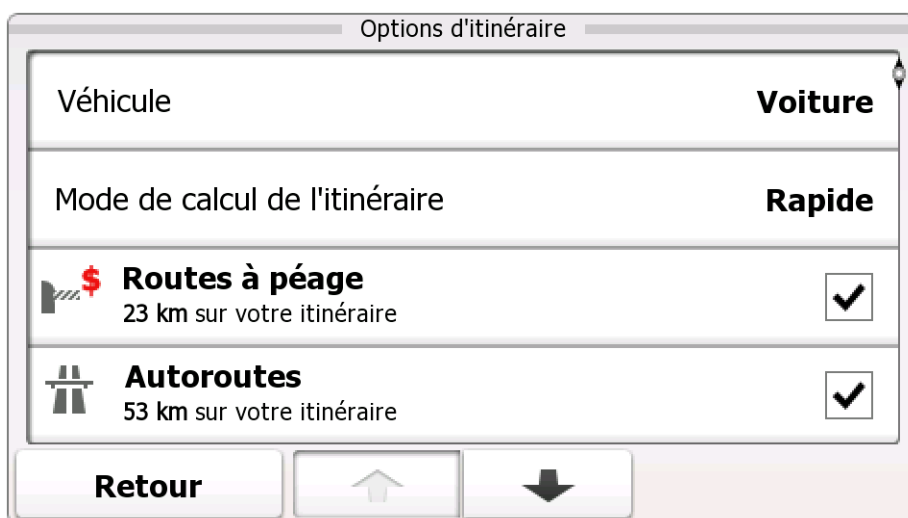 Options d'itinéraire
Véhicule Voiture
Mode de calcul de l'itinéraire Rapide
$ Routes à péage
23 km sur votre itinéraire
Autoroutes
53 km sur votre itinéraire
Retour